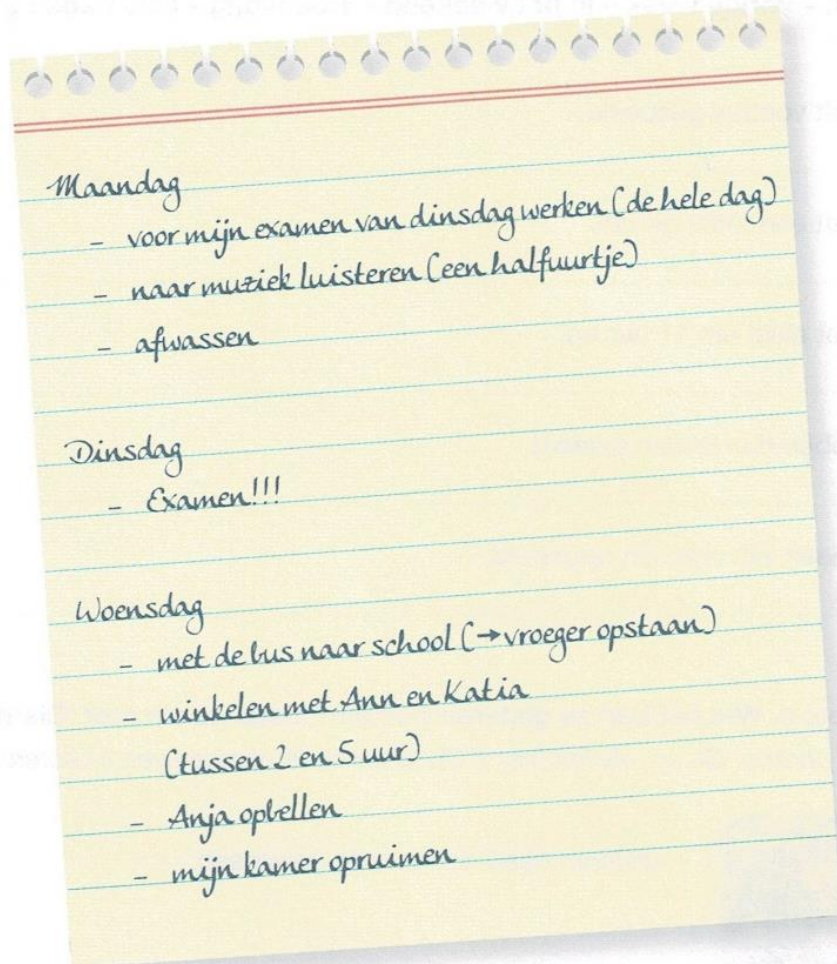 Maandag
- voor mijn examen van dinsdag werken (de hele dag)
- naar muziek luisteren (een halfuurtje)
- afwassen
Dinsdag
- Examen!!!
Woensdag
- met de bus naar school (→vroeger opstaan)
- winkelen met Ann en Katia
(tussen 2 en 5 uur)
- Anja opbellen
- mijn kamer opruimen